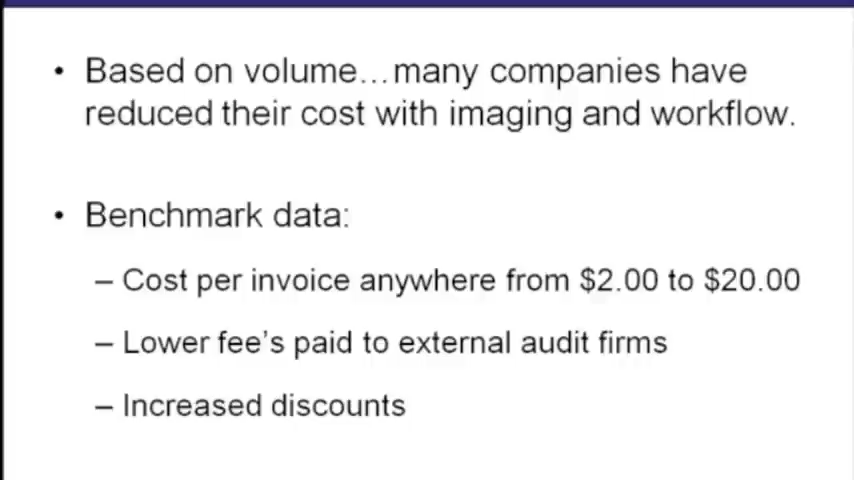 • Based on volume…many companies have
reduced their cost with imaging and workflow.
• Benchmark data:
– Cost per invoice anywhere from $2.00 to $20.00
– Lower fee’s paid to external audit firms
– Increased discounts